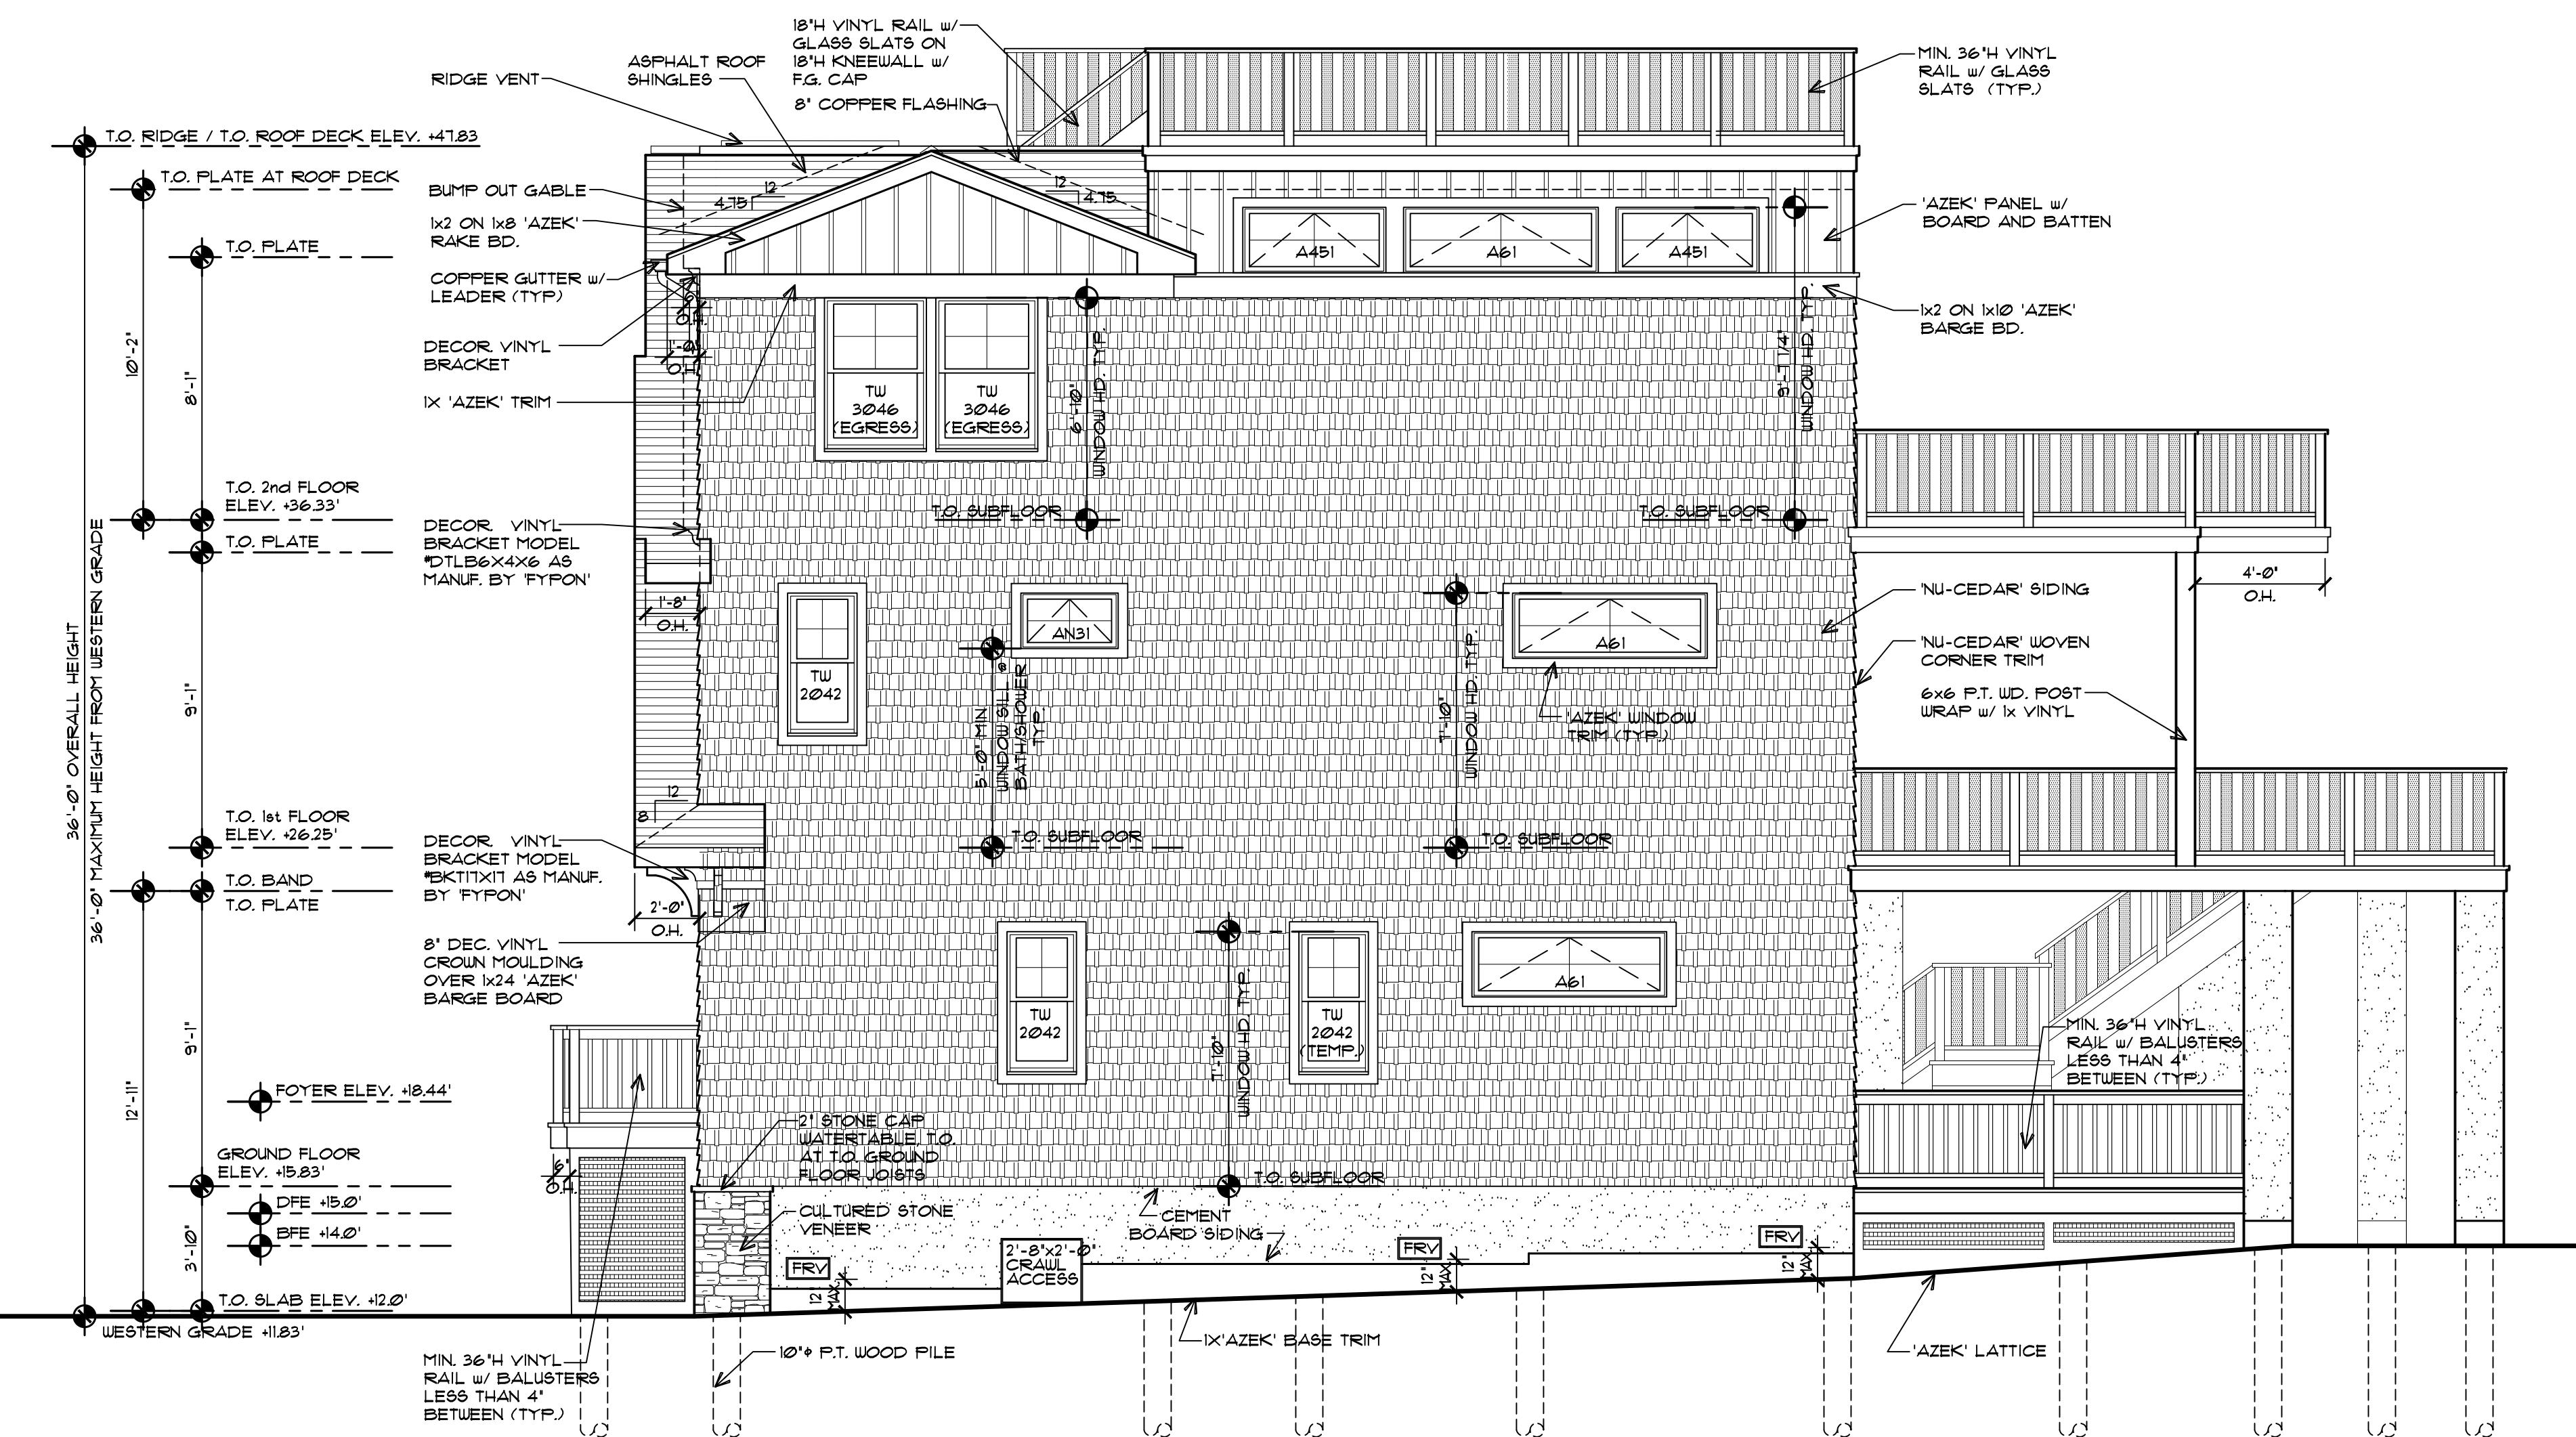 18"H VINYL RAIL w/
GLASS SLATS ON
18"H KNEEWALL w/
F.G. CAP
8" COPPER FLASHING
ASPHALT ROOF
SHINGLES
RIDGE VENT
MIN. 36"H VINYL
RAIL w/ GLASS
SLATS (TYP.)
T.O. RIDGE / T.O. ROOF DECK ELEV. +47.83
T.O. PLATE AT ROOF DECK
BUMP OUT GABLE
1x2 ON 1x8 'AZEK'
RAKE BD.
12
4.75
12
4.75
'AZEK' PANEL w/
BOARD AND BATTEN
T.O. PLATE
COPPER GUTTER w/
LEADER (TYP)
A451
A61
A451
1x2 ON 1x10 'AZEK'
BARGE BD.
O.H.
1'-0"
O.H.
DECOR. VINYL
BRACKET
1X 'AZEK' TRIM
10'-2"
8'-1"
TW
3046
(EGRESS)
TW
3046
(EGRESS)
6'-10"
WINDOW HD. TYP.
9'-7 1/4"
WINDOW HD. TYP.
T.O. 2nd FLOOR
ELEV. +36.33'
T.O. PLATE
T.O. SUBFLOOR
T.O. SUBFLOOR
DECOR. VINYL
BRACKET MODEL
#DTLB6X4X6 AS
MANUF. BY 'FYPON'
1'-8"
O.H.
4'-0"
O.H.
'NU-CEDAR' SIDING
'NU-CEDAR' WOVEN
CORNER TRIM
6x6 P.T. WD. POST
WRAP w/ 1x VINYL
36'-0" OVERALL HEIGHT
36'-0" MAXIMUM HEIGHT FROM WESTERN GRADE
9'-1"
TW
2042
AN31
A61
5'-0" MIN
WINDOW SILL @
BATH/SHOWER
TYP.
7'-10"
WINDOW HD. TYP.
'AZEK' WINDOW
TRIM (TYP.)
12
8
T.O. 1st FLOOR
ELEV. +26.25'
T.O. SUBFLOOR
T.O. SUBFLOOR
DECOR. VINYL
BRACKET MODEL
#BKT17X17 AS MANUF.
BY 'FYPON'
T.O. BAND
T.O. PLATE
2'-0"
O.H.
8" DEC. VINYL
CROWN MOULDING
OVER 1x24 'AZEK'
BARGE BOARD
12'-11"
9'-1"
TW
2042
7'-10"
WINDOW HD. TYP.
TW
2042
(TEMP.)
A61
MIN. 36"H VINYL
RAIL w/ BALUSTERS
LESS THAN 4"
BETWEEN (TYP.)
FOYER ELEV. +18.44'
2" STONE CAP
WATERTABLE, T.O.
AT T.O. GROUND
FLOOR JOISTS
GROUND FLOOR
ELEV. +15.83'
6"
O.H.
T.O. SUBFLOOR
DFE +15.0'
BFE +14.0'
3'-10"
CULTURED STONE
VENEER
CEMENT
BOARD SIDING
FRV
FRV
FRV
2'-8"x2'-0"
CRAWL
ACCESS
12"
MAX.
12"
MAX.
12"
MAX.
T.O. SLAB ELEV. +12.0'
WESTERN GRADE +11.83'
MIN. 36"H VINYL
RAIL w/ BALUSTERS
LESS THAN 4"
BETWEEN (TYP.)
10"ϕ P.T. WOOD PILE
1X'AZEK' BASE TRIM
'AZEK' LATTICE